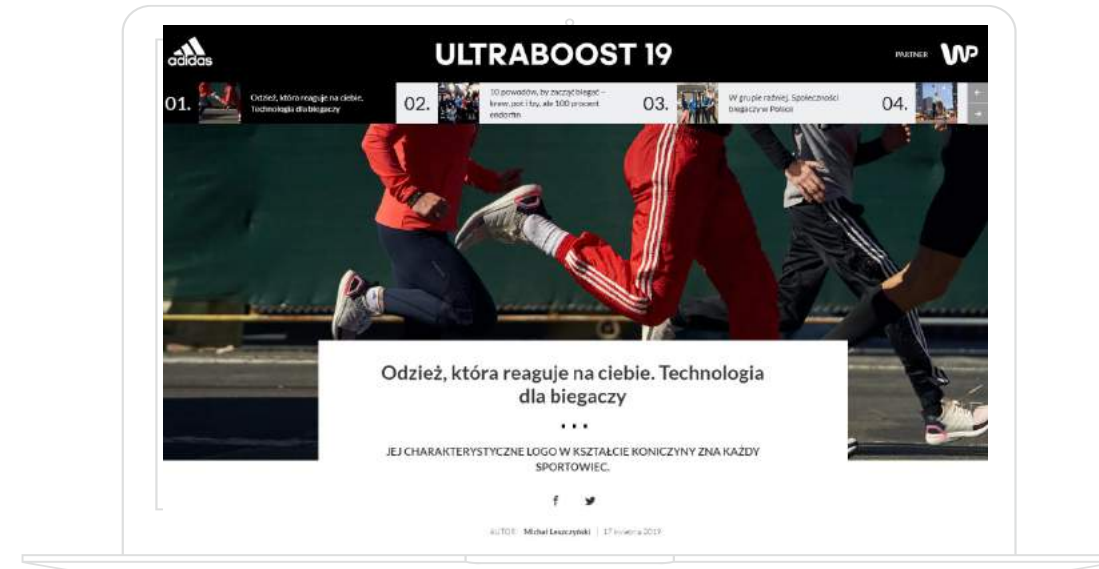 adidas
ULTRABOOST 19
PARTNER WP
01.
Odzież, która reaguje na ciebie.
Technologia dla biegaczy
02.
10 powodów, by zacząć biegać –
krew, pot i łzy, ale 100 procent
endorfin
03.
W grupie raźniej. Społeczności
biegaczy w Polsce
04.
Odzież, która reaguje na ciebie. Technologia
dla biegaczy
JEJ CHARAKTERYSTYCZNE LOGO W KSZTAŁCIE KONICZYNY ZNA KAŻDY
SPORTOWIEC.
AUTOR: Michał Leszczyński | 17 kwietnia 2019